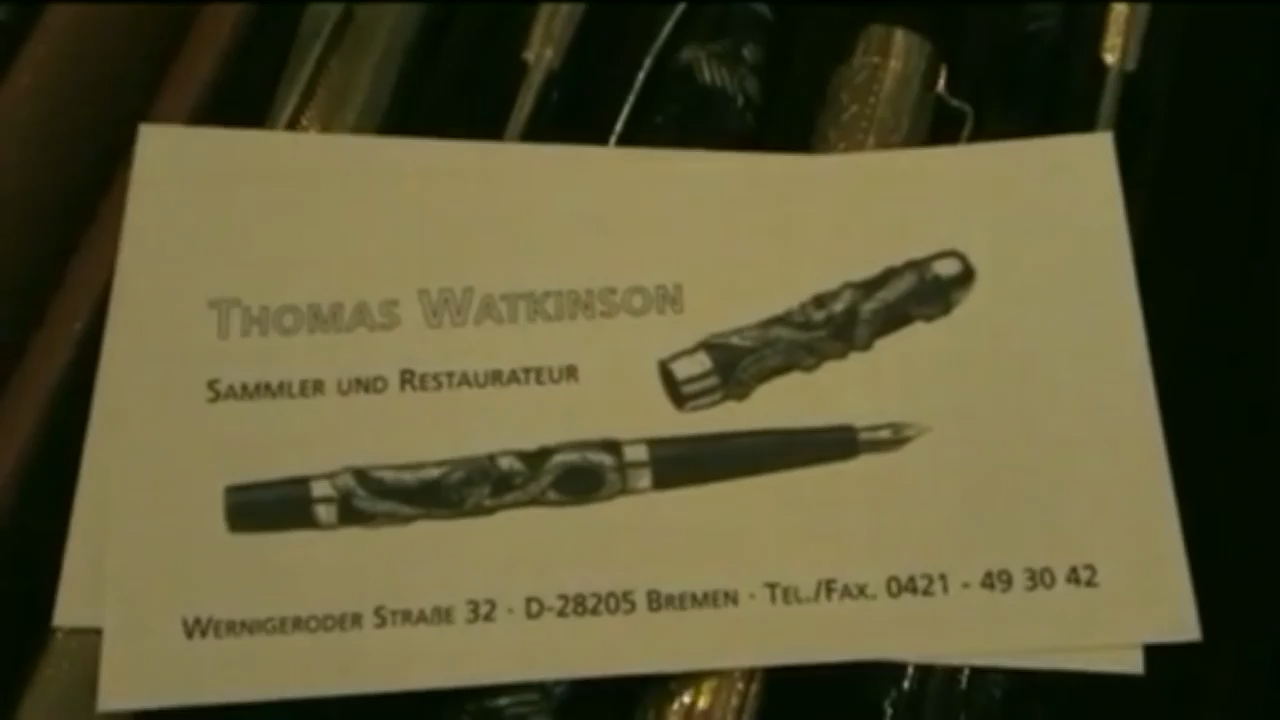 THOMAS WATKINSON
SAMMLER UND RESTAURATEUR
WERNIGERODER STRAßE 32 · D-28205 BREMEN · TEL./FAX. 0421 - 49 30 42